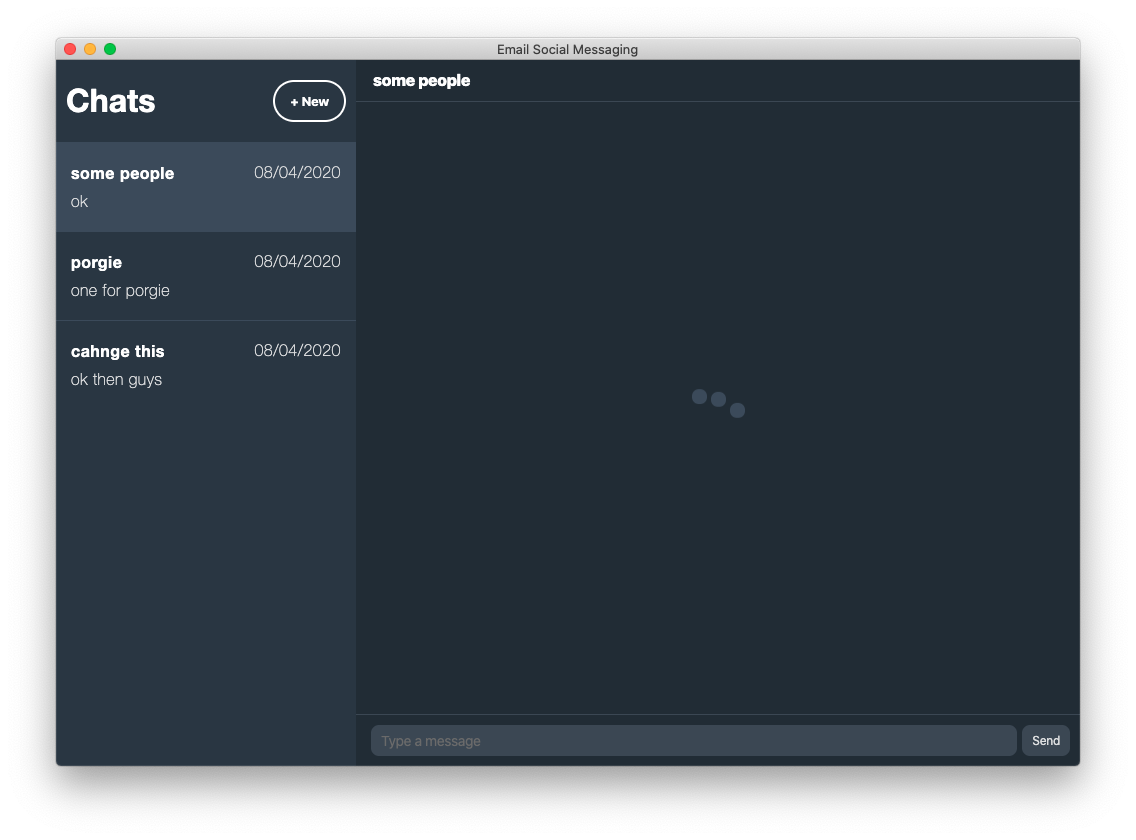 Email Social Messaging
Chats
+ New
some people 08/04/2020
ok
porgie 08/04/2020
one for porgie
cahnge this 08/04/2020
ok then guys
some people
Type a message
Send